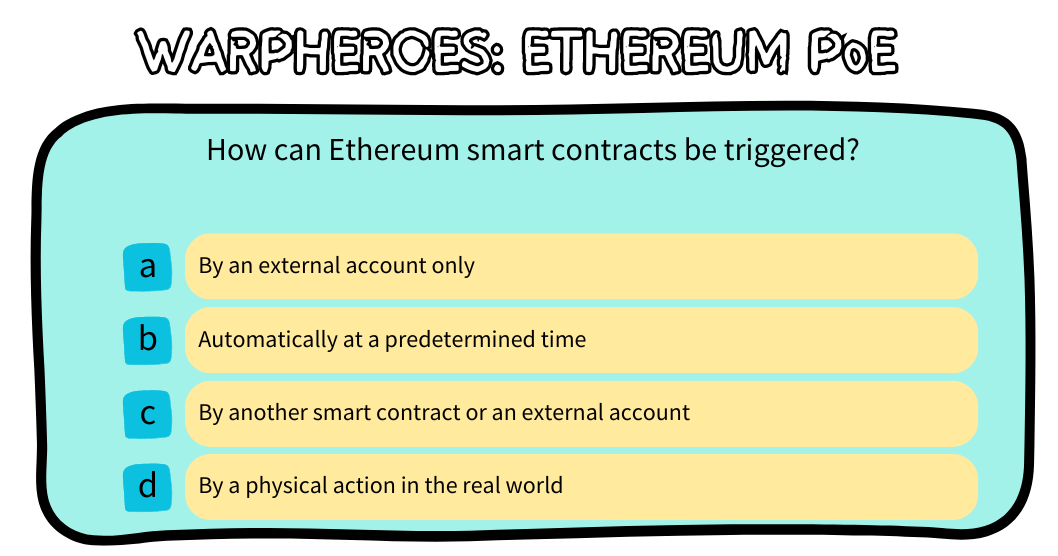 WARPHEROES: ETHEREUM PoE
How can Ethereum smart contracts be triggered?
a By an external account only
b Automatically at a predetermined time
c By another smart contract or an external account
d By a physical action in the real world